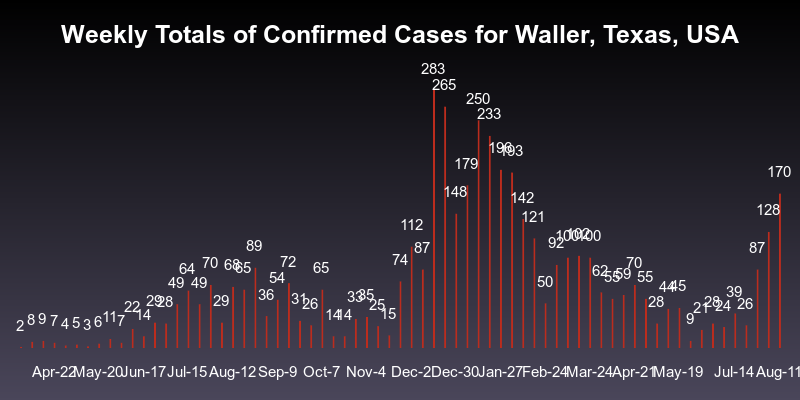 Weekly Totals of Confirmed Cases for Waller, Texas, USA
2 8 9 7 4 5 3 6 11 7 22 14 29 28 49 64 49 70 29 68 65 89 36 54 72 31 26 65 14 14 33 35 25 15 74 112 87 283 265 148 179 250 233 196 193 142 121 50 92 100 102 100 62 55 59 70 55 28 44 45 9 21 28 24 39 26 87 128 170
Apr-22 May-20 Jun-17 Jul-15 Aug-12 Sep-9 Oct-7 Nov-4 Dec-2 Dec-30 Jan-27 Feb-24 Mar-24 Apr-21 May-19 Jul-14 Aug-11